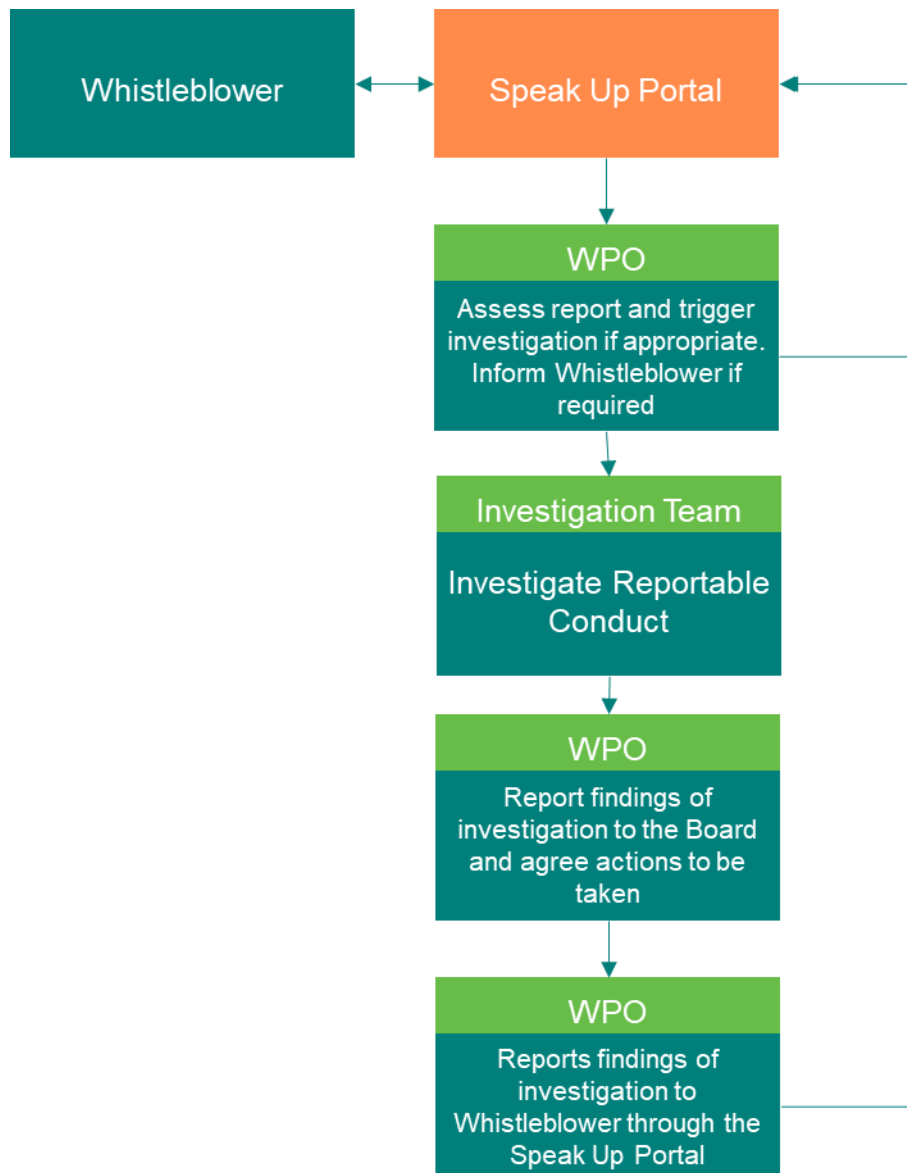 Whistleblower
Speak Up Portal
WPO
Assess report and trigger
investigation if appropriate.
Inform Whistleblower if
required
Investigation Team
Investigate Reportable
Conduct
WPO
Report findings of
investigation to the Board
and agree actions to be
taken
WPO
Reports findings of
investigation to
Whistleblower through the
Speak Up Portal